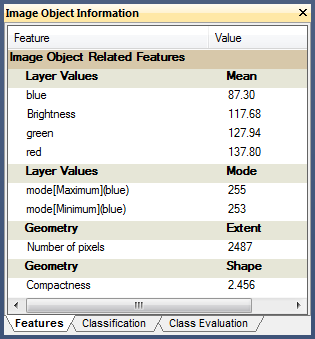 Image Object Information
Feature Value
Image Object Related Features
Layer Values Mean
blue 87.30
Brightness 117.68
green 127.94
red 137.80
Layer Values Mode
mode[Maximum](blue) 255
mode[Minimum](blue) 253
Geometry Extent
Number of pixels 2487
Geometry Shape
Compactness 2.456
Features Classification Class Evaluation